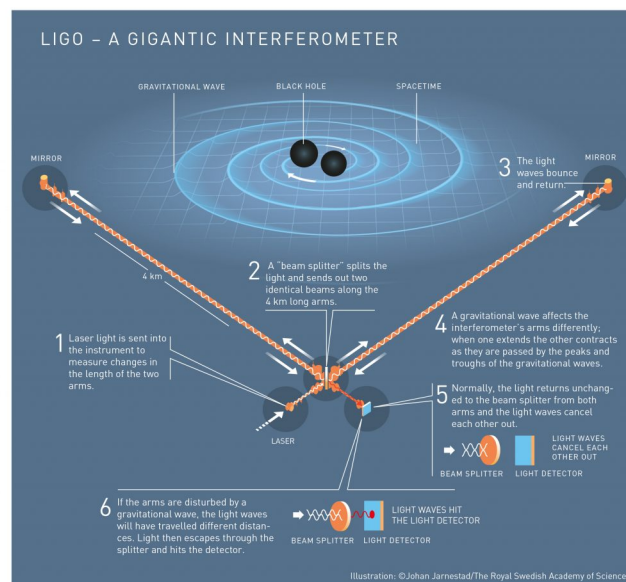 LIGO – A GIGANTIC INTERFEROMETER
GRAVITATIONAL WAVE
BLACK HOLE
SPACETIME
MIRROR
3 The light
waves bounce
and return.
MIRROR
4 km
2 A "beam splitter" splits the
light and sends out two
identical beams along the
4 km long arms.
1 Laser light is sent into
the instrument to
measure changes in
the length of the two
arms.
4 A gravitational wave affects the
interferometer's arms differently;
when one extends the other contracts
as they are passed by the peaks and
troughs of the gravitational waves.
5 Normally, the light returns unchang-
ed to the beam splitter from both
arms and the light waves cancel
each other out.
LASER
LIGHT WAVES
CANCEL EACH
OTHER OUT
BEAM SPLITTER
LIGHT DETECTOR
6 If the arms are disturbed by a
gravitational wave, the light waves
will have travelled different distan-
ces. Light then escapes through the
splitter and hits the detector.
LIGHT WAVES HIT
THE LIGHT DETECTOR
BEAM SPLITTER
LIGHT DETECTOR
Illustration: ©Johan Jarnestad/The Royal Swedish Academy of Science